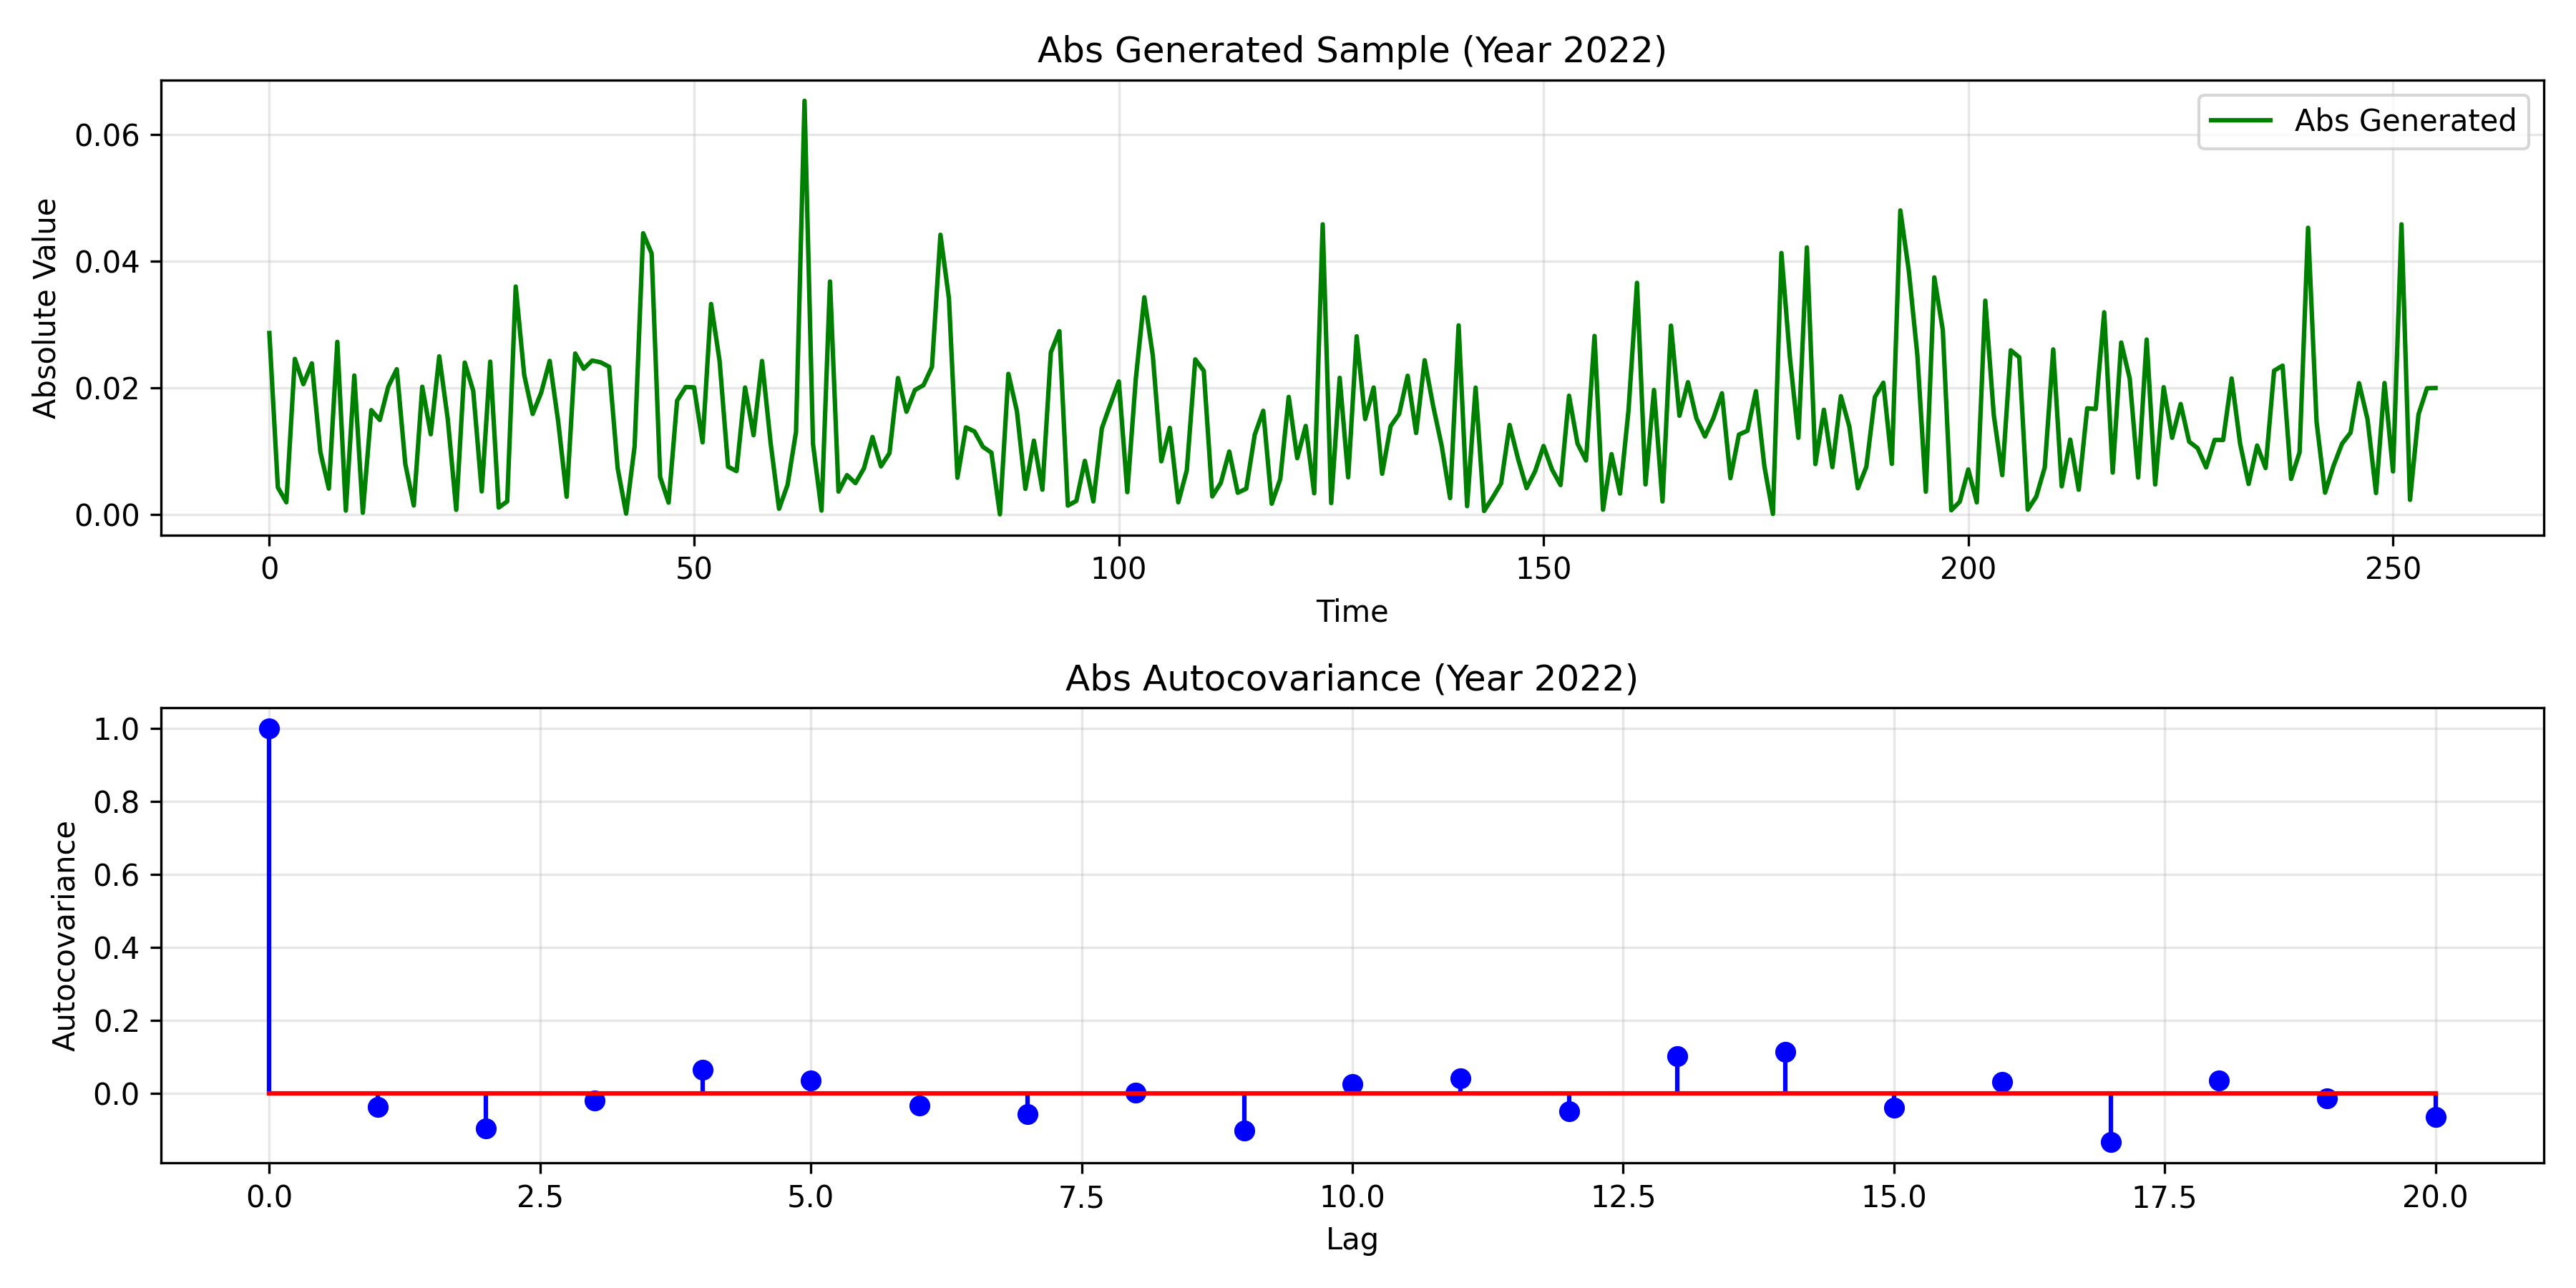 Abs Generated Sample (Year 2022)
Abs Generated
Absolute Value
0.06
0.04
0.02
0.00
0 50 100 150 200 250
Time
Abs Autocovariance (Year 2022)
Autocovariance
1.0
0.8
0.6
0.4
0.2
0.0
0.0 2.5 5.0 7.5 10.0 12.5 15.0 17.5 20.0
Lag